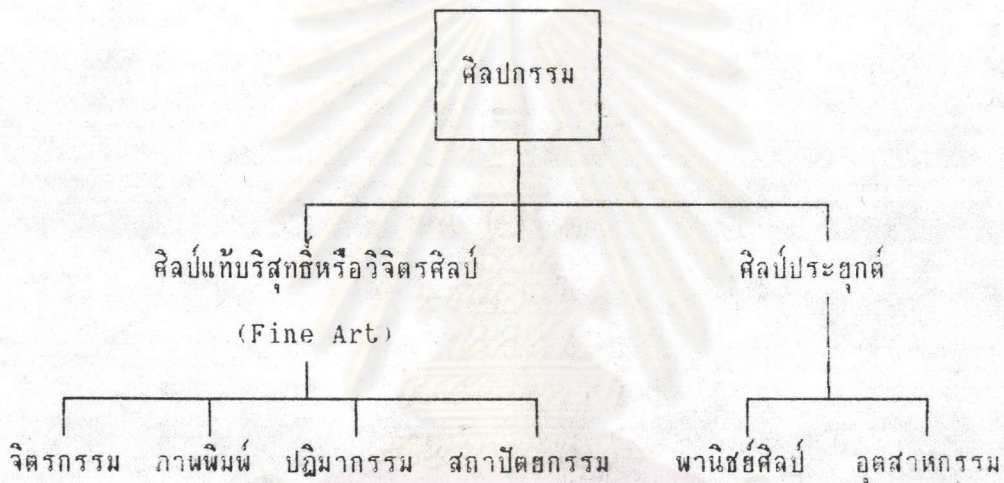 ศิลปกรรม
ศิลป์แท้บริสุทธิ์หรือวิจิตรศิลป์ ศิลป์ประยุกต์
(Fine Art)
จิตรกรรม ภาพพิมพ์ ปฏิมากรรม สถาปัตยกรรม พานิชย์ศิลป์ อุตสาหกรรม